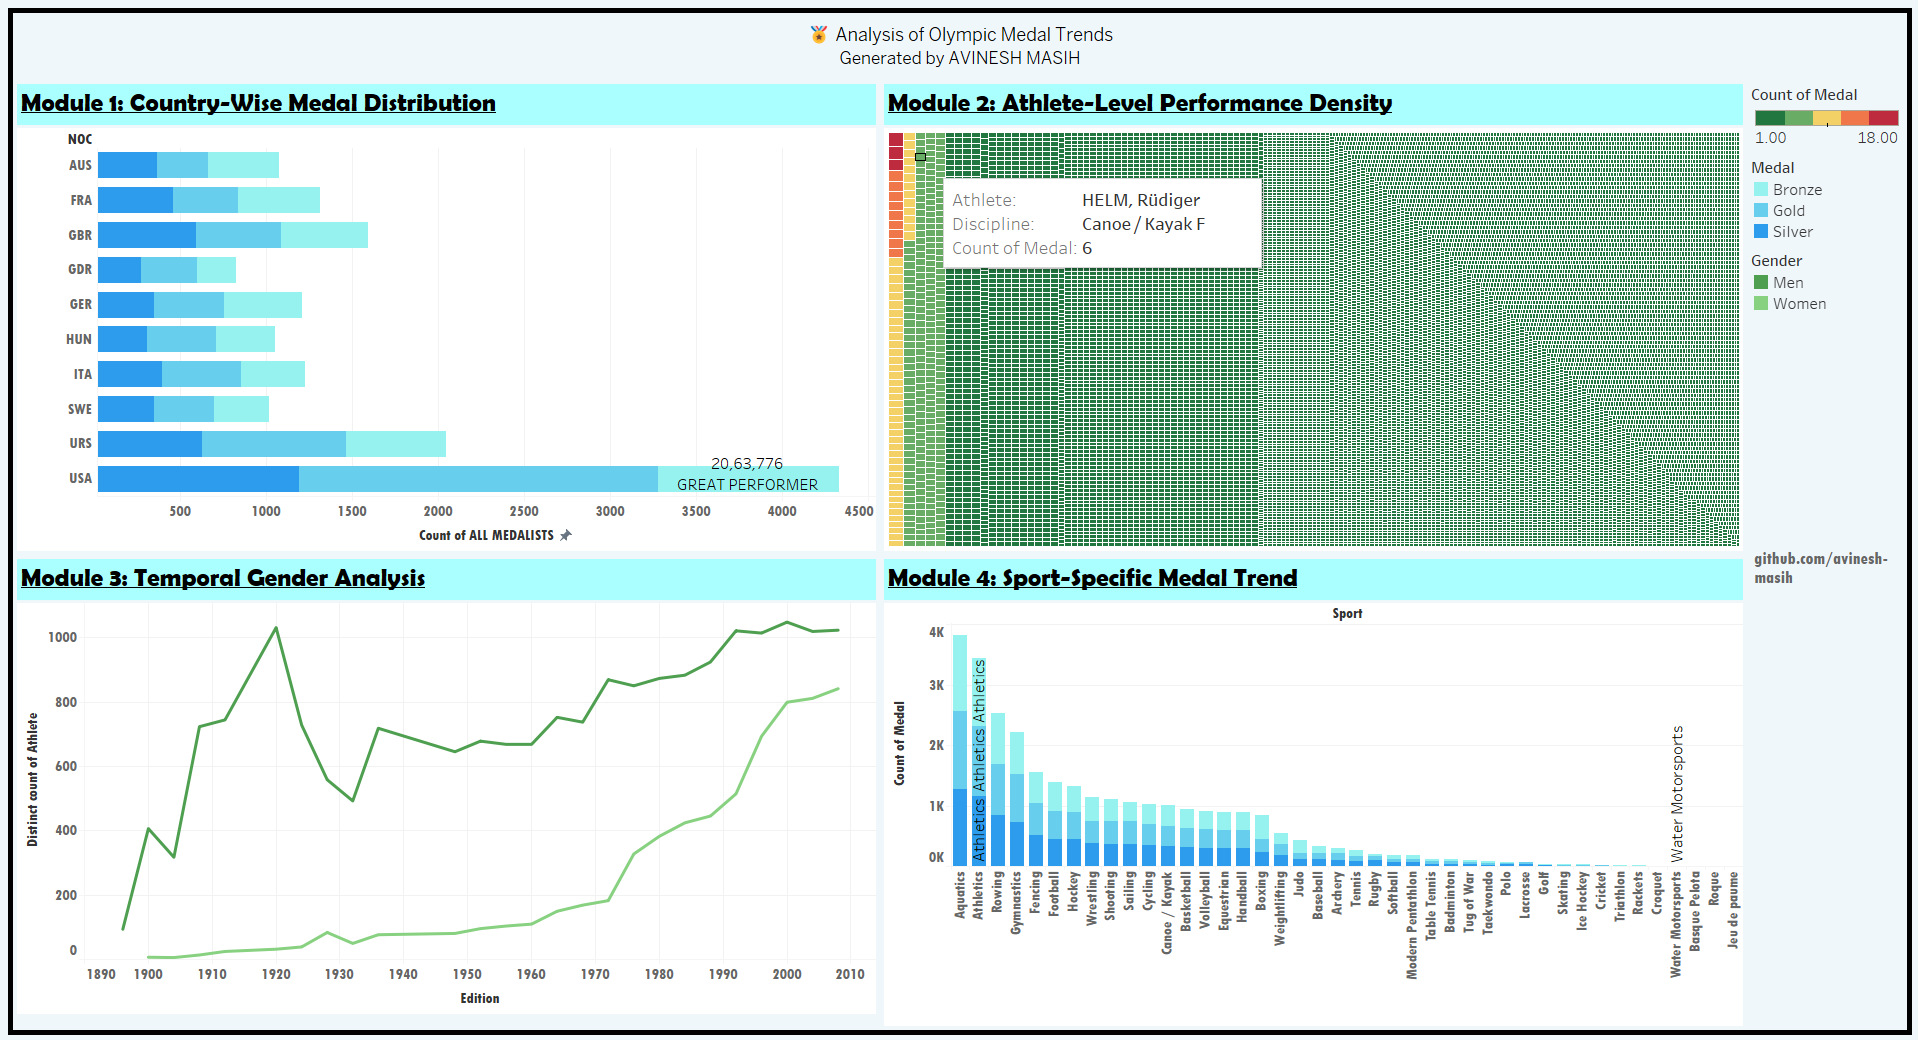 Analysis of Olympic Medal Trends
Generated by AVINESH MASIH
Module 1: Country-Wise Medal Distribution
NOC
AUS
FRA
GBR
GDR
GER
HUN
ITA
SWE
URS
USA
20,63,776
GREAT PERFORMER
500 1000 1500 2000 2500 3000 3500 4000 4500
Count of ALL MEDALISTS
Module 2: Athlete-Level Performance Density
Athlete: HELM, Rüdiger
Discipline: Canoe / Kayak F
Count of Medal: 6
Count of Medal
1.00 18.00
Medal
Bronze
Gold
Silver
Gender
Men
Women
github.com/avinesh-
masih
Module 3: Temporal Gender Analysis
Distinct count of Athlete
1000
800
600
400
200
0
1890 1900 1910 1920 1930 1940 1950 1960 1970 1980 1990 2000 2010
Edition
Module 4: Sport-Specific Medal Trend
Sport
Count of Medal
4K
3K
2K
1K
0K
Athletics Athletics Athletics
Water Motorsports
Aquatics
Athletics
Rowing
Gymnastics
Fencing
Football
Hockey
Wrestling
Shooting
Sailing
Cycling
Canoe / Kayak
Basketball
Volleyball
Equestrian
Handball
Boxing
Weightlifting
Judo
Baseball
Archery
Tennis
Rugby
Softball
Modern Pentathlon
Table Tennis
Badminton
Tug of War
Taekwondo
Polo
Lacrosse
Golf
Skating
Ice Hockey
Cricket
Triathlon
Rackets
Croquet
Water Motorsports
Basque Pelota
Roque
Jeu de paume